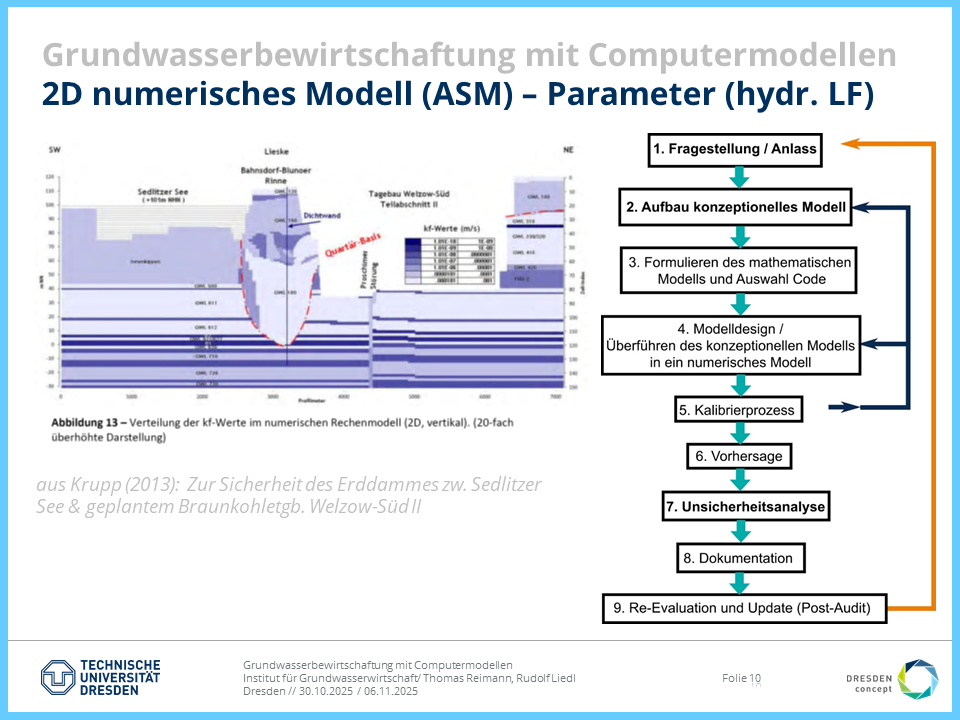 Grundwasserbewirtschaftung mit Computermodellen
2D numerisches Modell (ASM) – Parameter (hydr. LF)
SW
Lieske
NE
Bahnsdorf-Blunoer
Rinne
Sedlitzer See
(+101m NHN)
Dichtwand
Tagebau Welzow-Süd
Teilabschnitt II
Quartär-Basis
kf-Werte (m/s)
Proschimer
Störung
Innenkippen
Profilmeter
Abbildung 13 – Verteilung der kf-Werte im numerischen Rechenmodell (2D, vertikal). (20-fach
überhöhte Darstellung)
aus Krupp (2013): Zur Sicherheit des Erddammes zw. Sedlitzer
See & geplantem Braunkohletgb. Welzow-Süd II
1. Fragestellung / Anlass
2. Aufbau konzeptionelles Modell
3. Formulieren des mathematischen
Modells und Auswahl Code
4. Modelldesign /
Überführen des konzeptionellen Modells
in ein numerisches Modell
5. Kalibrierprozess
6. Vorhersage
7. Unsicherheitsanalyse
8. Dokumentation
9. Re-Evaluation und Update (Post-Audit)
TECHNISCHE
UNIVERSITÄT
DRESDEN
Grundwasserbewirtschaftung mit Computermodellen
Institut für Grundwasserwirtschaft/ Thomas Reimann, Rudolf Liedl
Dresden // 30.10.2025 / 06.11.2025
Folie 10
DRESDEN
concept